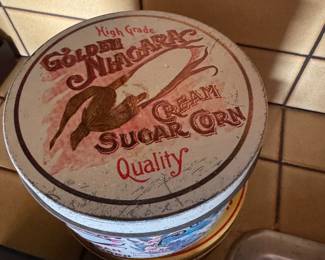 High Grade
GOLDEN
NIAGARA
CREAM
SUGAR CORN
Quality